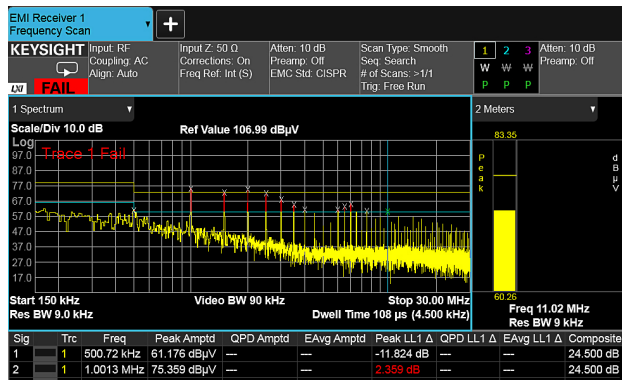 EMI Receiver 1
Frequency Scan
KEYSIGHT
LXI
FAIL
Input: RF
Coupling: AC
Align: Auto
Input Z: 50 Ω
Corrections: On
Freq Ref: Int (S)
Atten: 10 dB
Preamp: Off
EMC Std: CISPR
Scan Type: Smooth
Seq: Search
# of Scans: >1/1
Trig: Free Run
1 2 3
W W W
P P P
Atten: 10 dB
Preamp: Off
1 Spectrum
Scale/Div 10.0 dB
Ref Value 106.99 dBµV
Log
Trace 1 Fail
97.0
87.0
77.0
67.0
57.0
47.0
37.0
27.0
17.0
Start 150 kHz
Video BW 90 kHz
Stop 30.00 MHz
Res BW 9.0 kHz
Dwell Time 108 µs (4.500 kHz)
2 Meters
83.35
Peak
dBµV
60.26
Freq 11.02 MHz
Res BW 9 kHz
Sig Trc Freq Peak Amptd QPD Amptd EAvg Amptd Peak LL1 Δ QPD LL1 Δ EAvg LL1 Δ Composite
1 1 500.72 kHz 61.176 dBµV --- --- -11.824 dB --- --- 24.500 dB
2 1 1.0013 MHz 75.359 dBµV --- --- 2.359 dB --- --- 24.500 dB